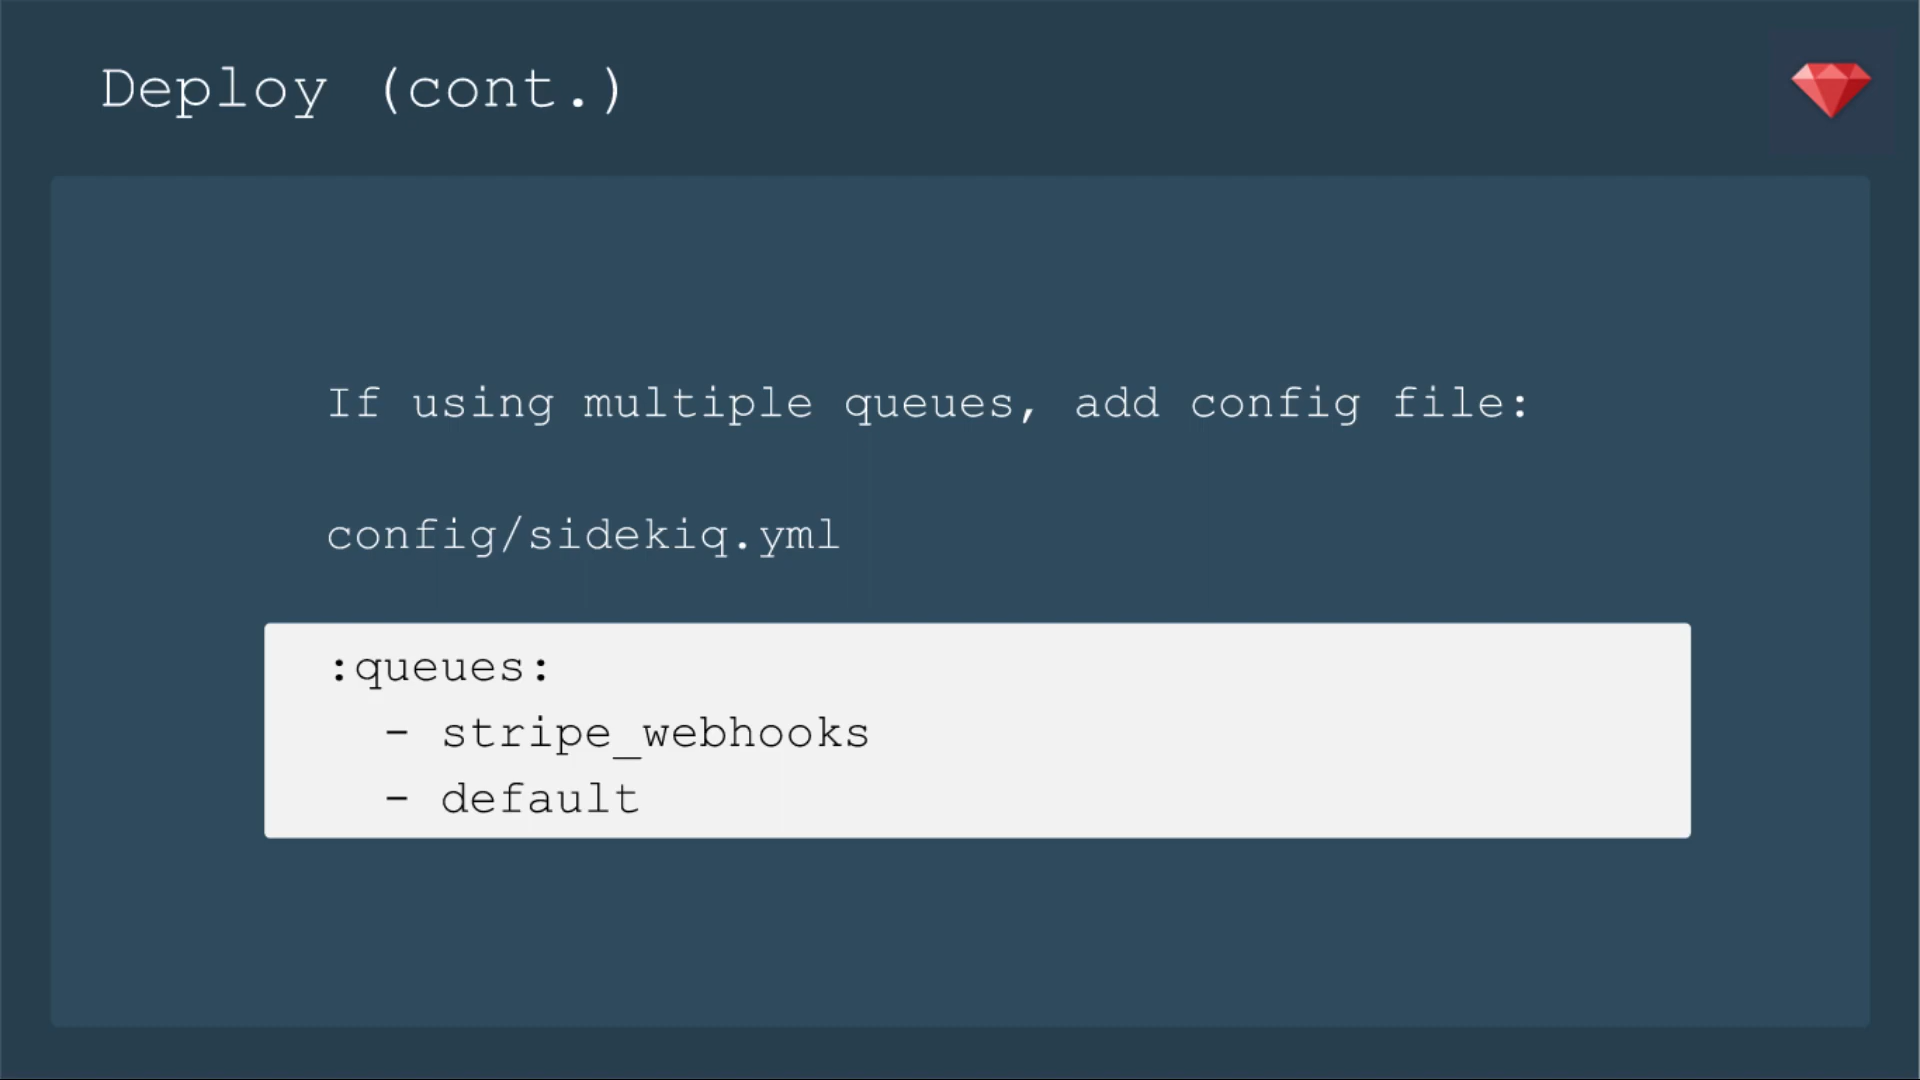 Deploy (cont.)
If using multiple queues, add config file:
config/sidekiq.yml
:queues:
  - stripe_webhooks
  - default